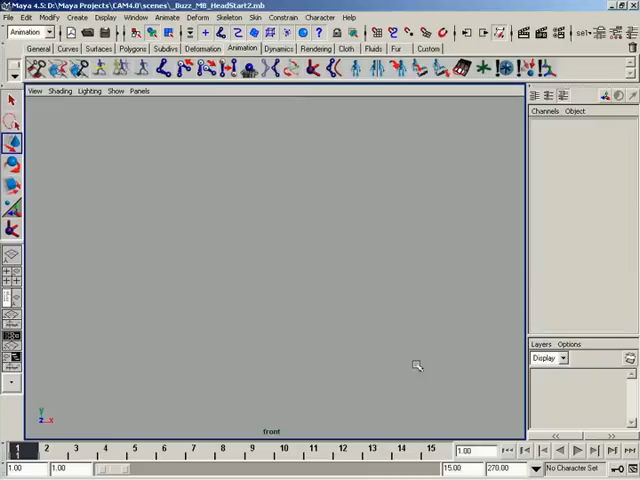 Maya 4.5: D:\Maya Projects\CAM4.0\scenes\_Buzz_MB_HeadStart2.mb
File Edit Modify Create Display Window Animate Deform Skeleton Skin Constrain Character Help
Animation sel
General Curves Surfaces Polygons Subdivs Deformation Animation Dynamics Rendering Cloth Fluids Fur Custom
View Shading Lighting Show Panels
Channels Object
Layers Options
Display
y
z x
front
1 2 3 4 5 6 7 8 9 10 11 12 13 14 15 1.00
1
1.00 1.00 15.00 270.00 No Character Set